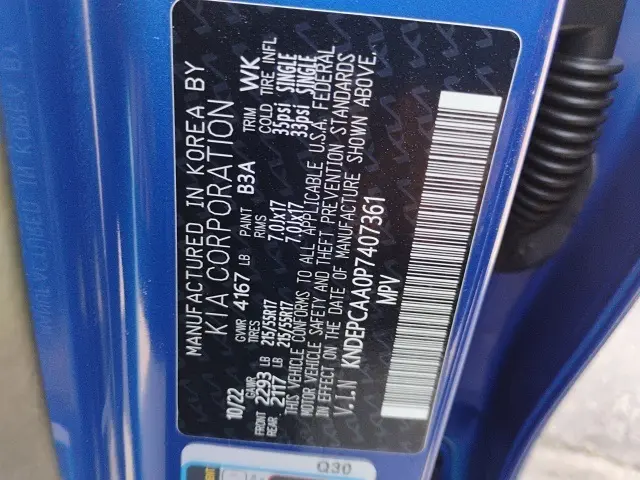 MANUFACTURED IN KOREA BY
KIA CORPORATION
10/22 GVWR 4167 LB PAINT B3A TRIM WK
GAWR TIRES RIMS COLD TIRE INFL
FRONT 2293 LB 215/55R17 7.0Jx17 35psi SINGLE
REAR 2117 LB 215/55R17 7.0Jx17 33psi SINGLE
THIS VEHICLE CONFORMS TO ALL APPLICABLE U.S.A. FEDERAL
MOTOR VEHICLE SAFETY AND THEFT PREVENTION STANDARDS
IN EFFECT ON THE DATE OF MANUFACTURE SHOWN ABOVE.
V.I.N KNDEPCAA0P7407361
MPV
Q30